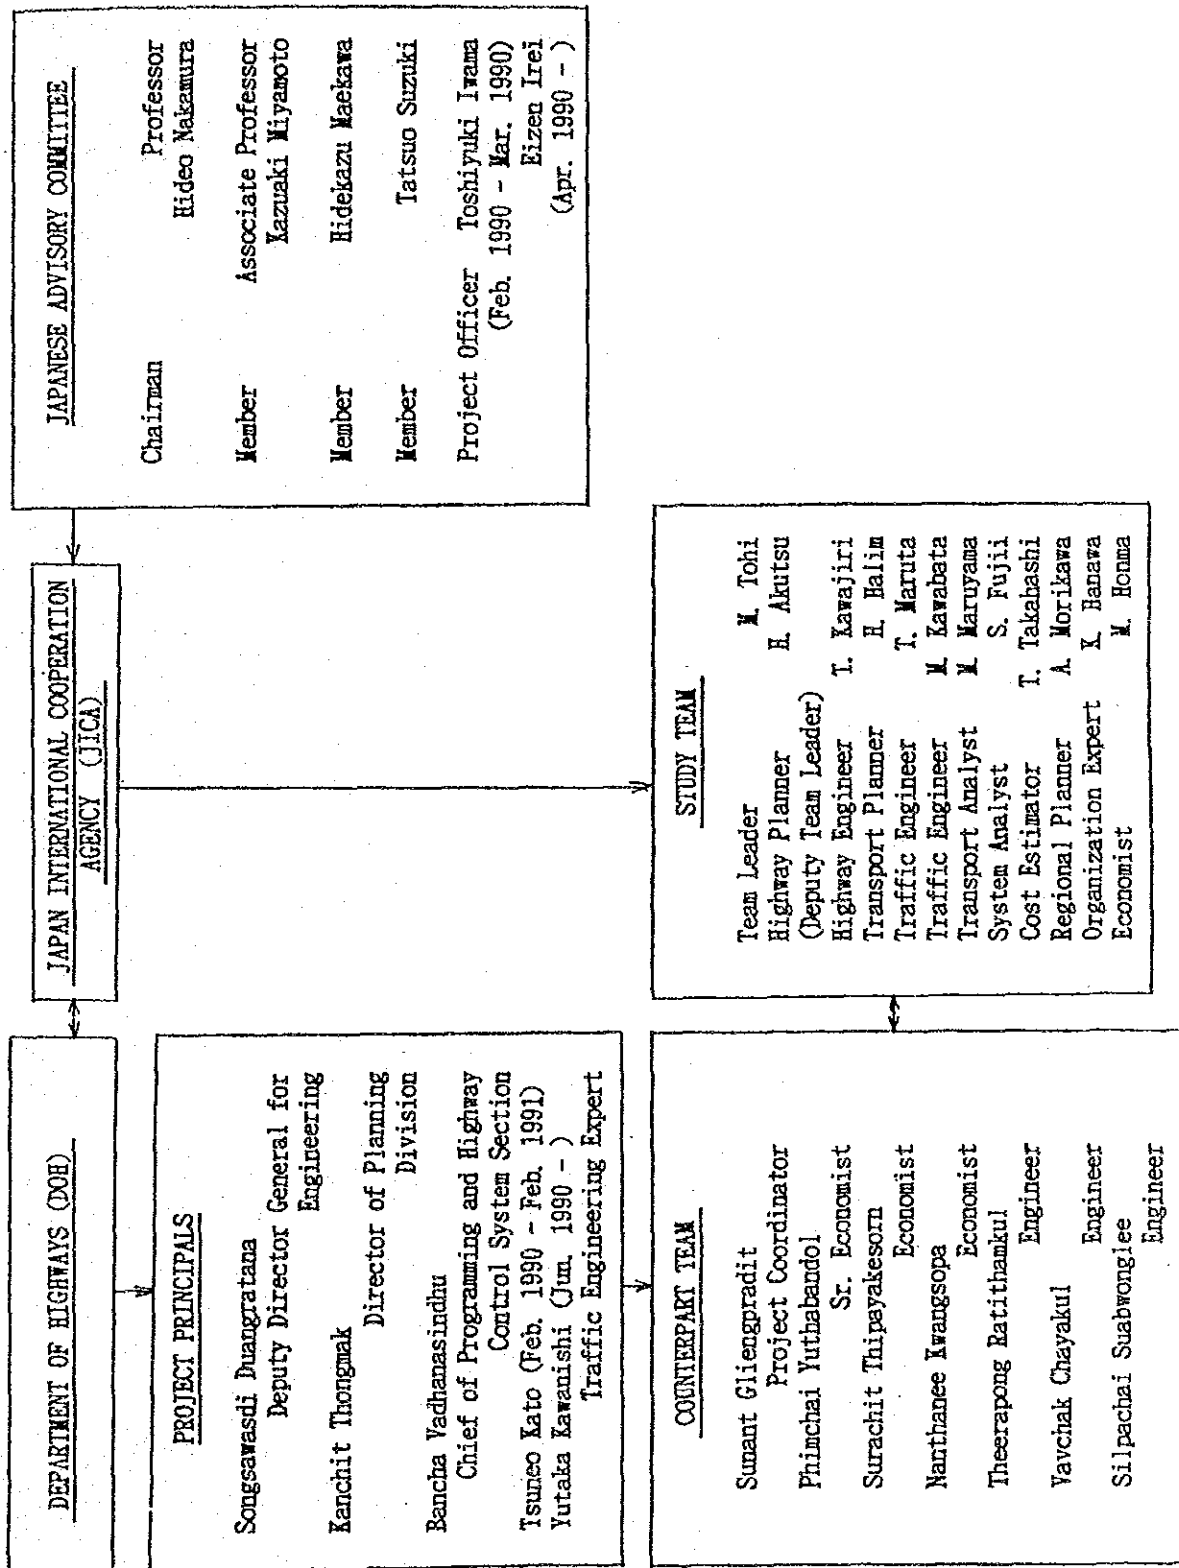 DEPARTMENT OF HIGHWAYS (DOH)
JAPAN INTERNATIONAL COOPERATION
AGENCY (JICA)
JAPANESE ADVISORY COMMITTEE
Chairman Professor
Hideo Nakamura
Member Associate Professor
Kazuaki Miyamoto
Member Hidekazu Maekawa
Member Tatsuo Suzuki
Project Officer Toshiyuki Iwama
(Feb. 1990 - Mar. 1990)
Eizen Irei
(Apr. 1990 - )
PROJECT PRINCIPALS
Songsawasdi Duangratana
Deputy Director General for
Engineering
Kanchit Thongmak
Director of Planning
Division
Bancha Vadhanasindhu
Chief of Programming and Highway
Control System Section
Tsuneo Kato (Feb. 1990 - Feb. 1991)
Yutaka Kawanishi (Jun. 1990 - )
Traffic Engineering Expert
COUNTERPART TEAM
Sunant Gliengpradit
Project Coordinator
Phimchai Yuthabandol
Sr. Economist
Surachit Thipayakesorn
Economist
Nanthanee Kwangsopa
Economist
Theerapong Ratithamkul
Engineer
Vavchak Chayakul
Engineer
Silpachai Suabwonglee
Engineer
STUDY TEAM
Team Leader M. Tohi
Highway Planner H. Akutsu
(Deputy Team Leader)
Highway Engineer T. Kawajiri
Transport Planner H. Halim
Traffic Engineer T. Maruta
Traffic Engineer M. Kawabata
Transport Analyst M. Maruyama
System Analyst S. Fujii
Cost Estimator T. Takahashi
Regional Planner A. Morikawa
Organization Expert K. Hanawa
Economist M. Honma